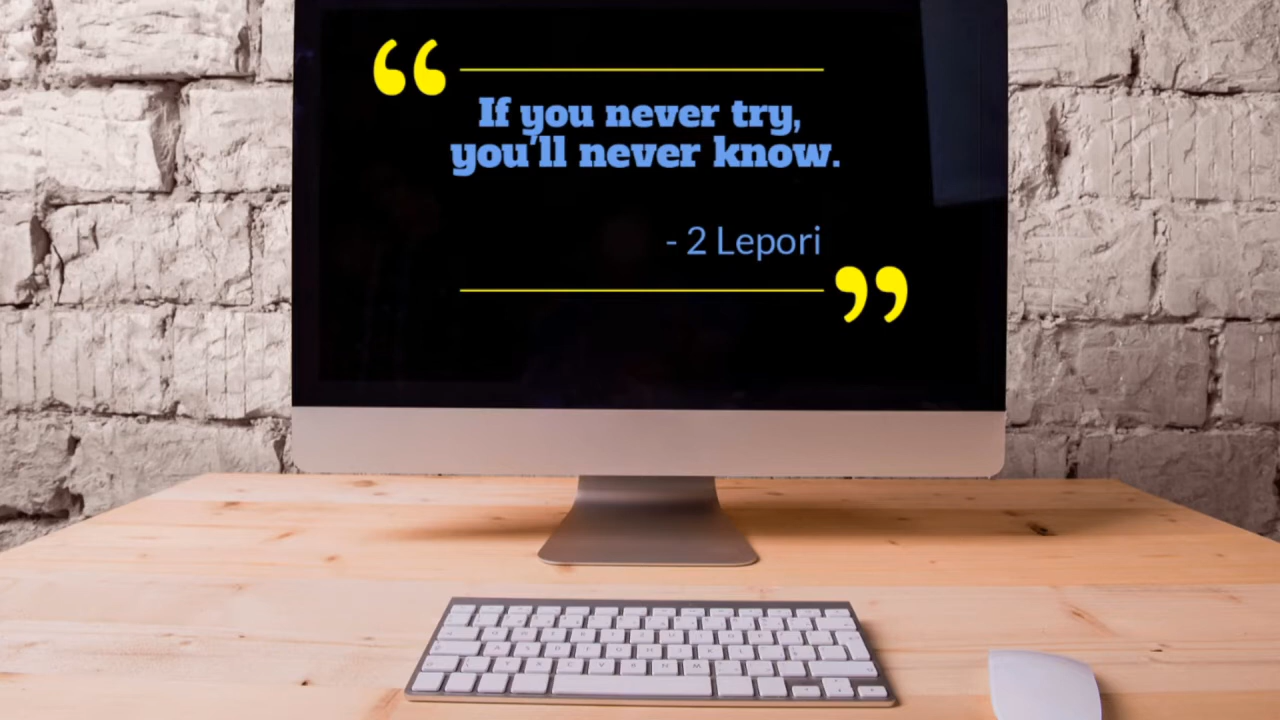 “
If you never try,
you'll never know.
- 2 Lepori
”